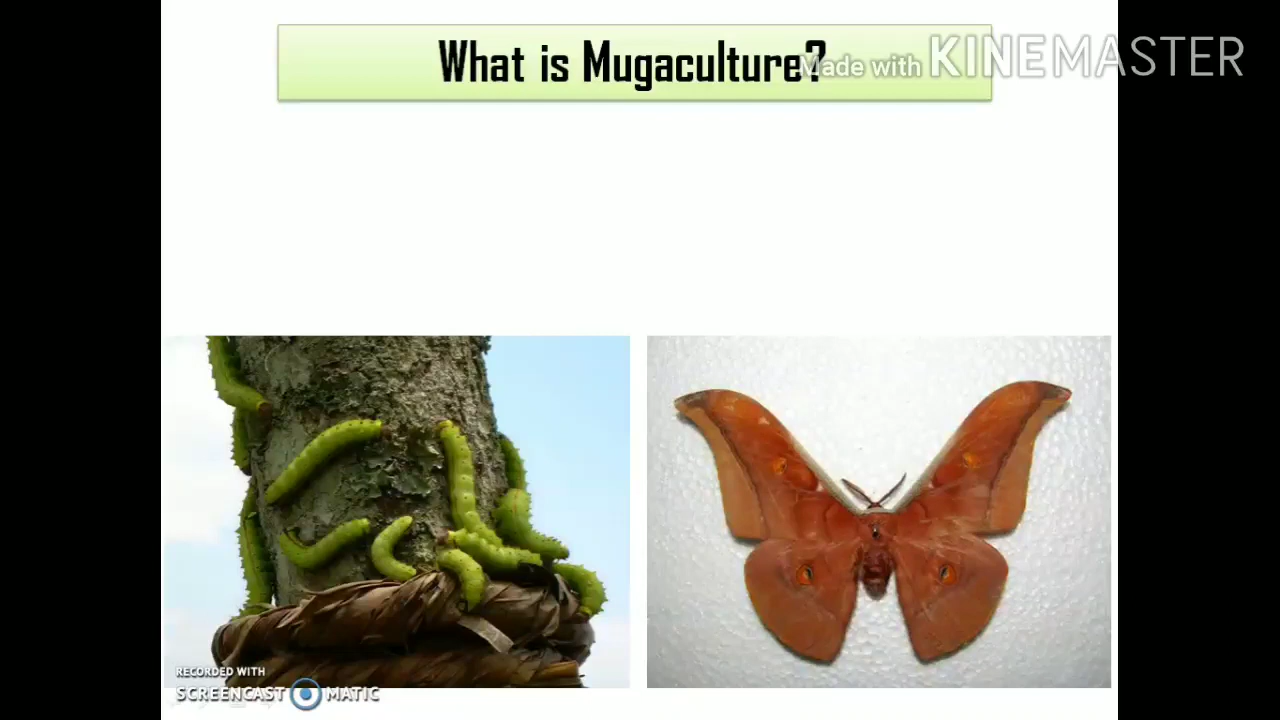 What is Mugaculture?
Made with KINEMASTER
RECORDED WITH
SCREENCAST MATIC